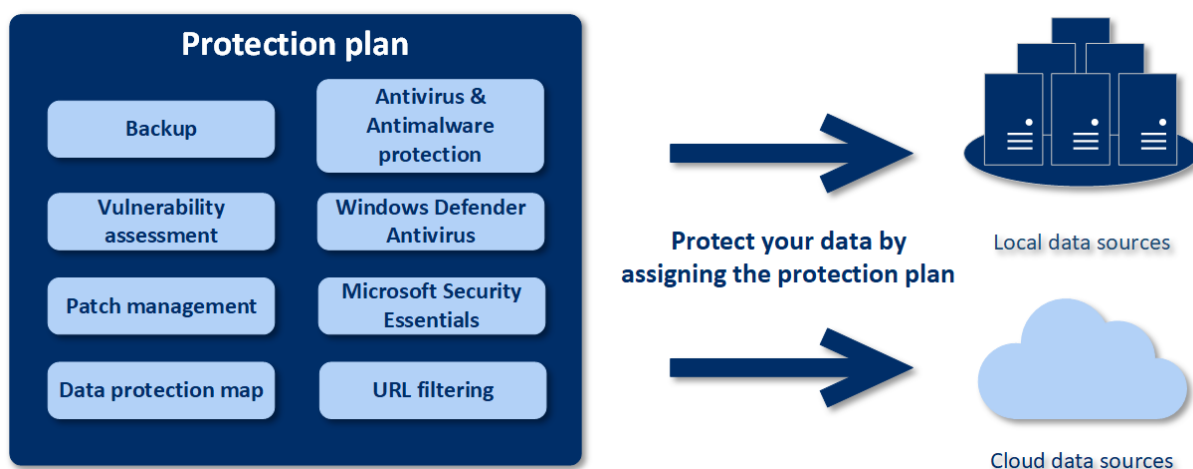 Protection plan
Backup
Antivirus &
Antimalware
protection
Vulnerability
assessment
Windows Defender
Antivirus
Patch management
Microsoft Security
Essentials
Data protection map
URL filtering
Protect your data by
assigning the protection plan
Local data sources
Cloud data sources